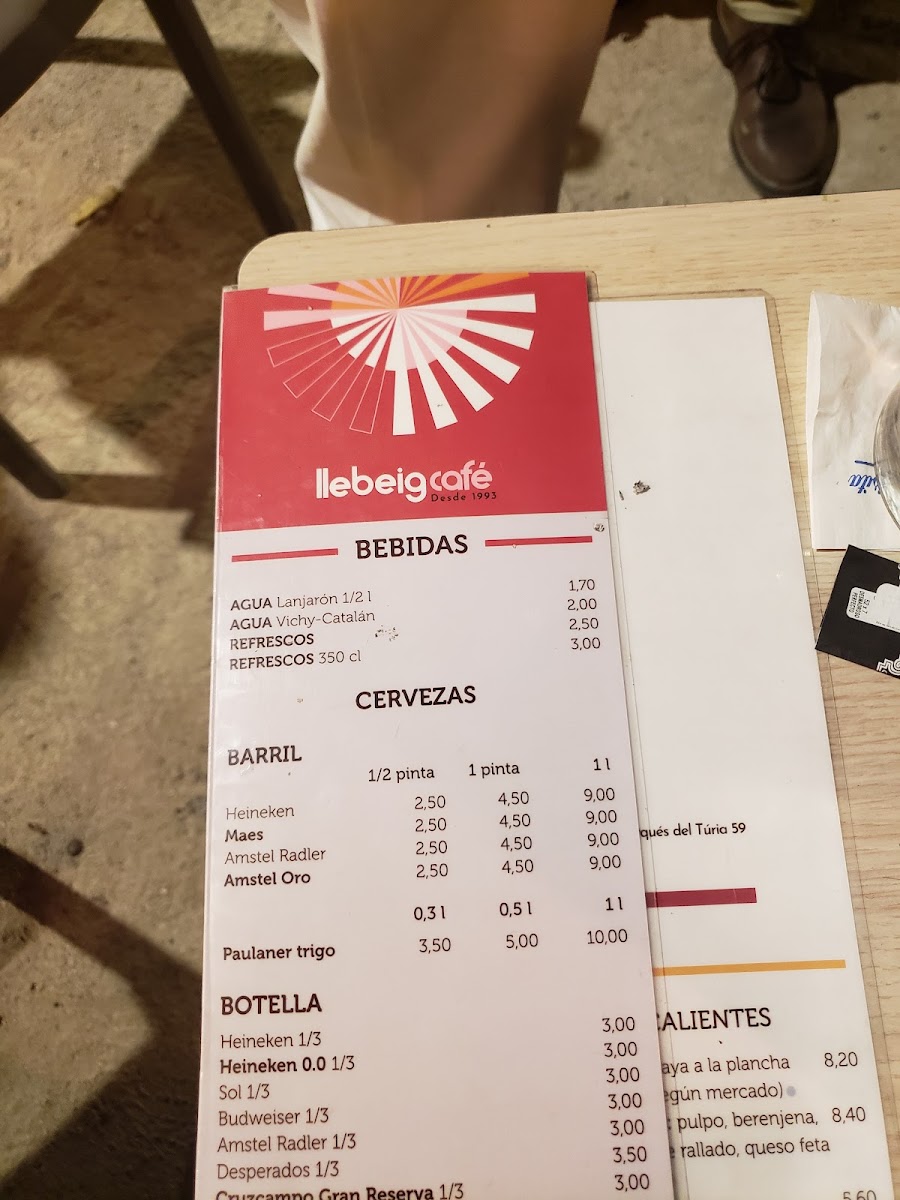 llebeigcafé
Desde 1993
BEBIDAS
AGUA Lanjarón 1/2 l 1,70
AGUA Vichy-Catalán 2,00
REFRESCOS 2,50
REFRESCOS 350 cl 3,00
CERVEZAS
BARRIL
1/2 pinta 1 pinta 1 l
Heineken 2,50 4,50 9,00
Maes 2,50 4,50 9,00
Amstel Radler 2,50 4,50 9,00
Amstel Oro 2,50 4,50 9,00
0,3 l 0,5 l 1 l
Paulaner trigo 3,50 5,00 10,00
BOTELLA
Heineken 1/3 3,00
Heineken 0.0 1/3 3,00
Sol 1/3 3,00
Budweiser 1/3 3,00
Amstel Radler 1/3 3,00
Desperados 1/3 3,50
Cruzcampo Gran Reserva 1/3 3,00
qués del Túria 59
CALIENTES
aya a la plancha 8,20
egún mercado)
pulpo, berenjena, 8,40
rallado, queso feta
5,60